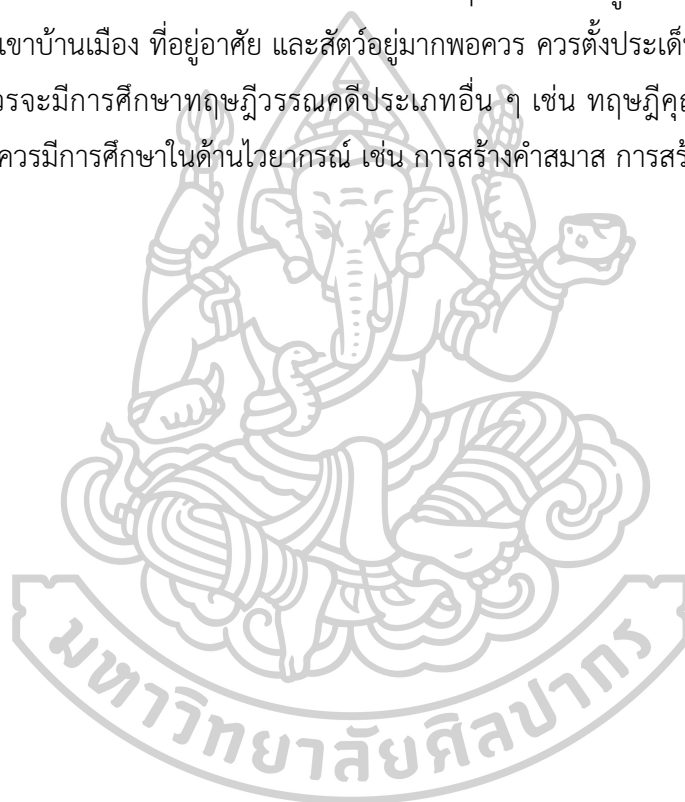 เขาบ้านเมือง ที่อยู่อาศัย และสัตว์อยู่มากพอควร ควรตั้งประเด็น
วรจะมีการศึกษาทฤษฎีวรรณคดีประเภทอื่น ๆ เช่น ทฤษฎีคุณ
ควรมีการศึกษาในด้านไวยากรณ์ เช่น การสร้างคำสมาส การสร้
มหาวิทยาลัยศิลปากร